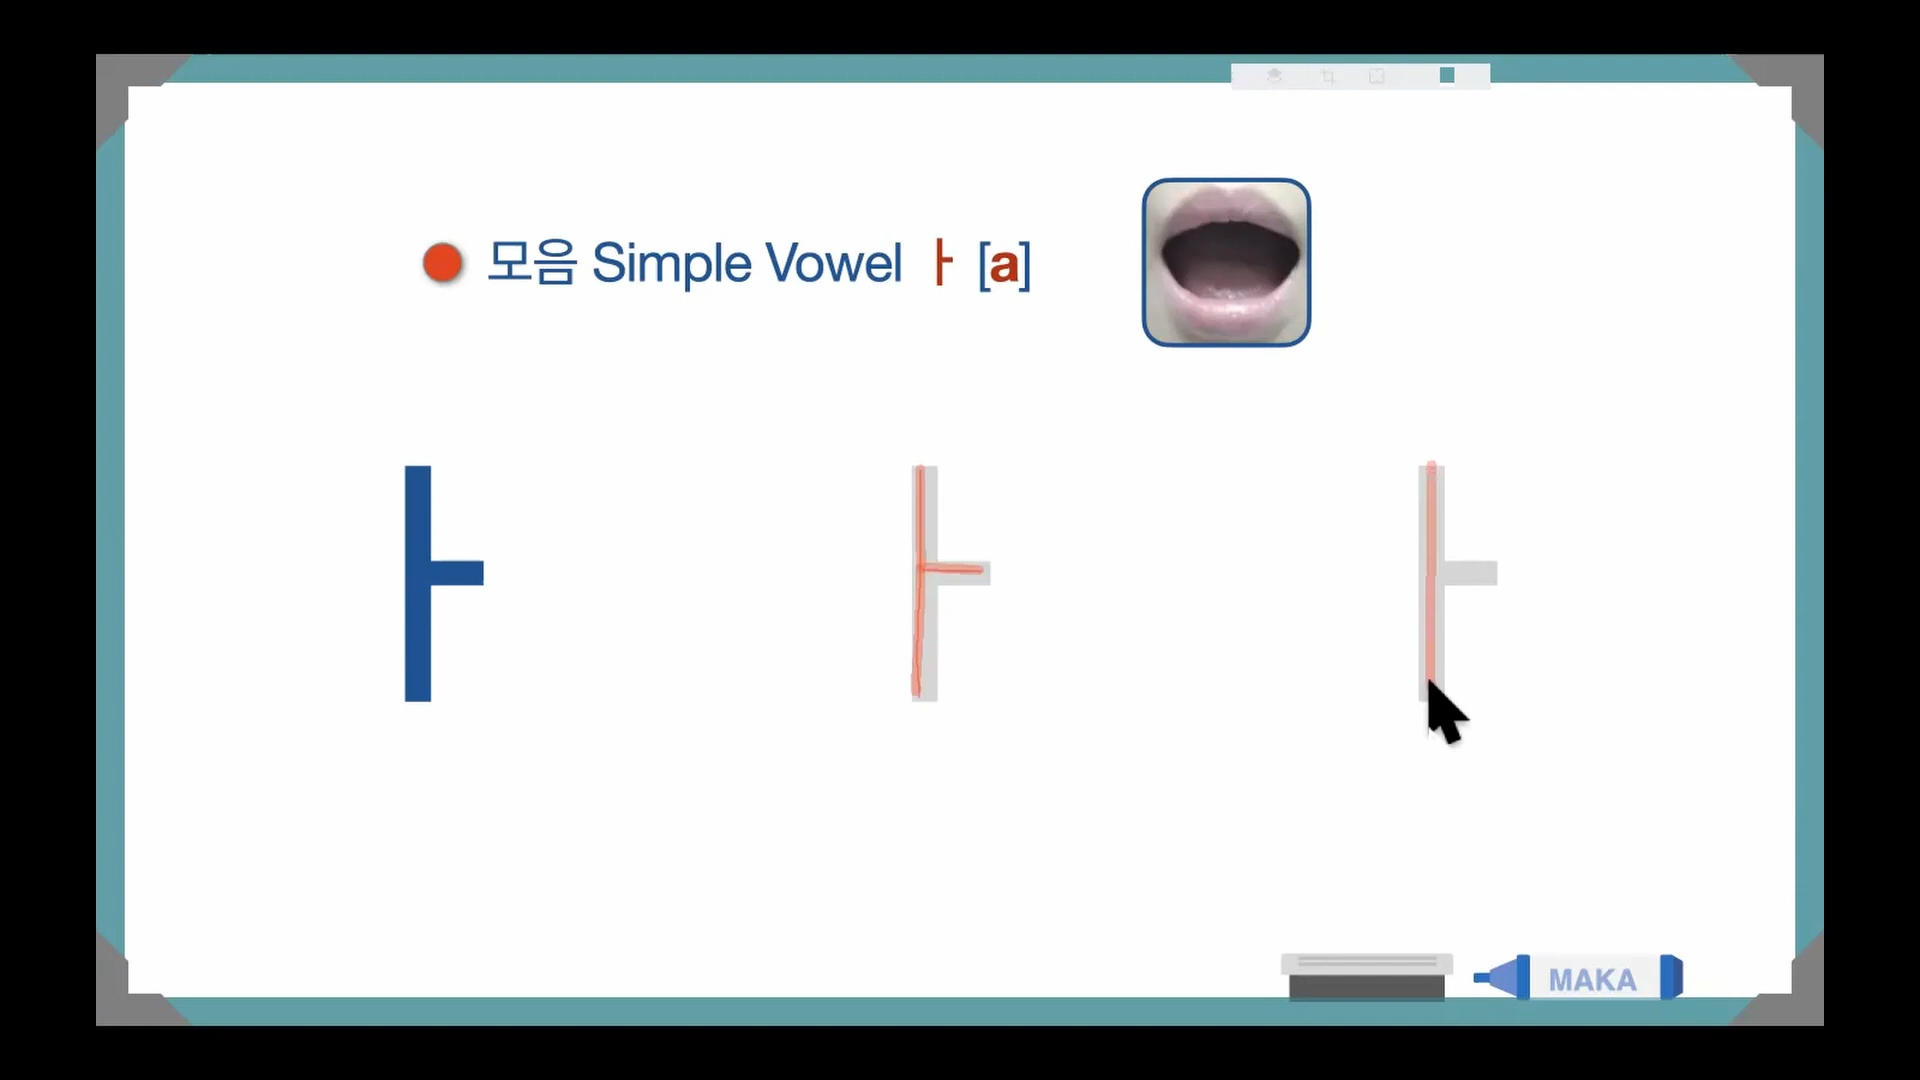 모음 Simple Vowel ㅏ [a]
ㅏ ㅏ ㅏ
MAKA